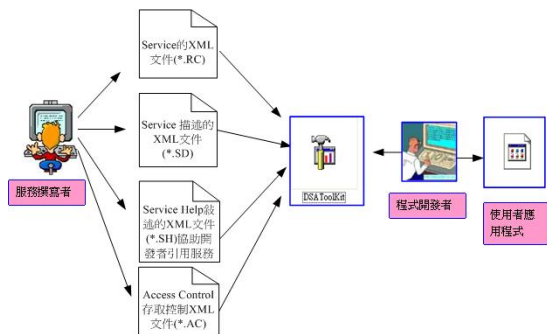 Service的XML
文件(*.RC)
Service 描述的
XML文件
(*.SD)
Service Help敍
述的XML文件
(*.SH)協助開
發者引用服務
Access Control
存取控制XML
文件(*.AC)
服務撰寫者
DSAToolKit
程式開發者
使用者應
用程式